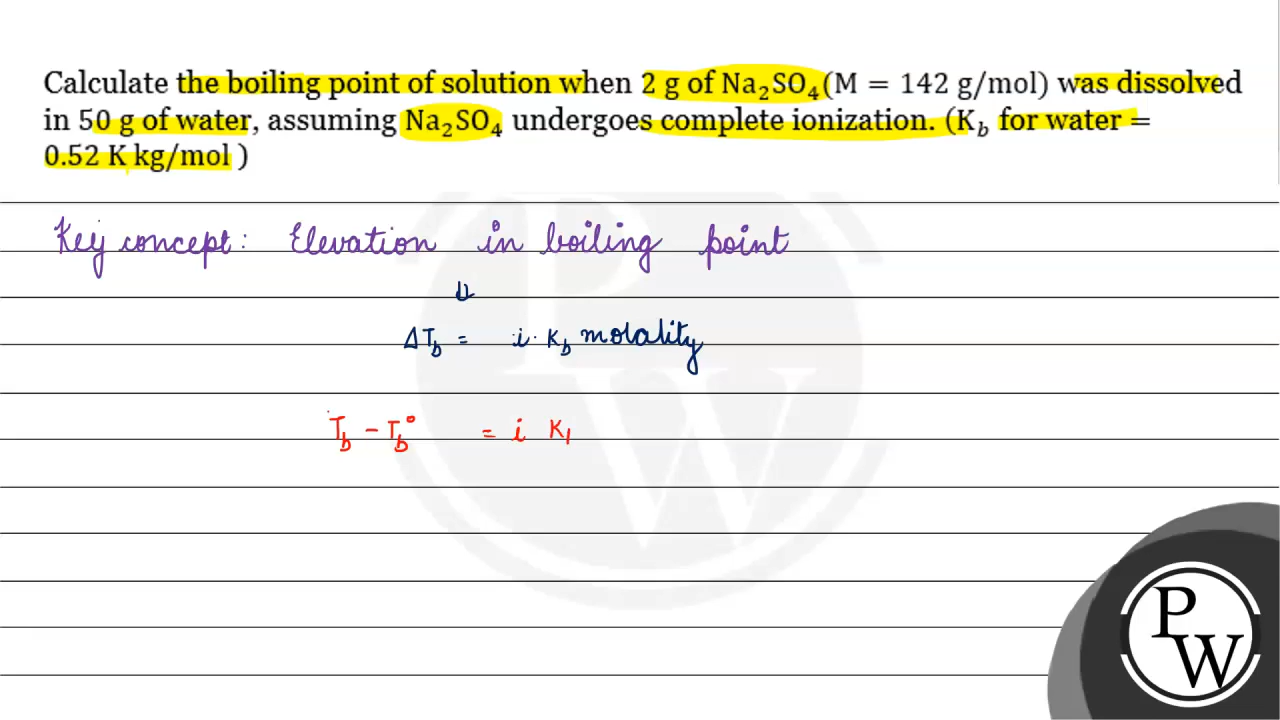 Calculate the boiling point of solution when 2 g of Na₂SO₄(M = 142 g/mol) was dissolved
in 50 g of water, assuming Na₂SO₄ undergoes complete ionization. (K_b for water =
0.52 K kg/mol )
Key concept: Elevation in boiling point
⇓
ΔT_b = i. K_b molality
T_b - T_b° = i K
P
W